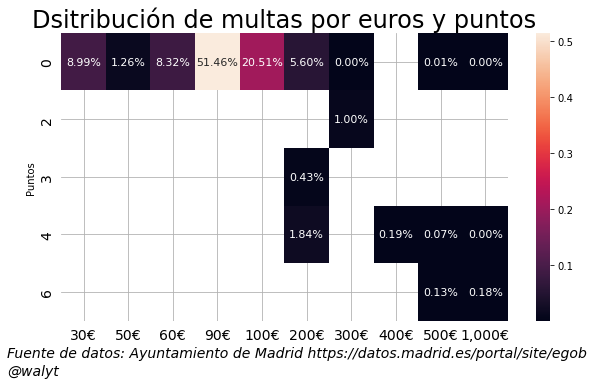 Dsitribución de multas por euros y puntos
0 8.99% 1.26% 8.32% 51.46% 20.51% 5.60% 0.00% 0.01% 0.00%
2 1.00%
3 0.43%
4 1.84% 0.19% 0.07% 0.00%
6 0.13% 0.18%
Puntos
30€ 50€ 60€ 90€ 100€ 200€ 300€ 400€ 500€ 1,000€
0.5
0.4
0.3
0.2
0.1
Fuente de datos: Ayuntamiento de Madrid https://datos.madrid.es/portal/site/egob
@walyt